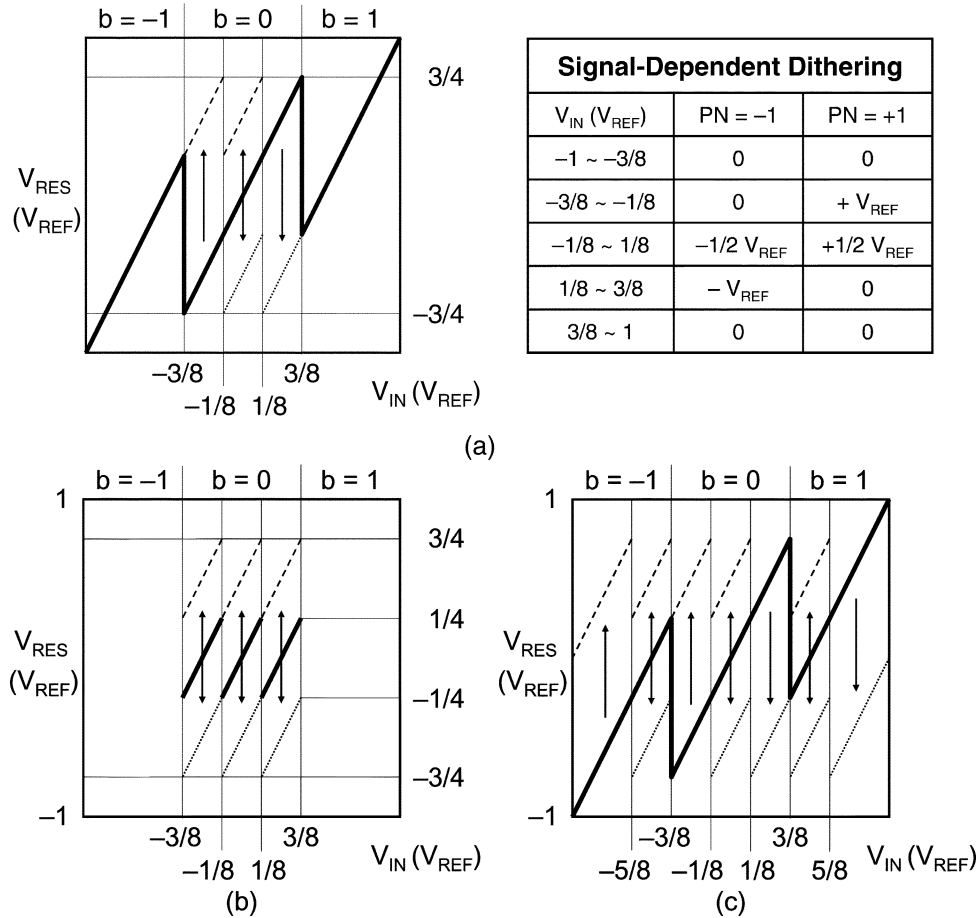 b = –1 b = 0 b = 1
3/4
V_RES
(V_REF)
–3/4
–3/8 3/8
V_IN (V_REF)
–1/8 1/8
Signal-Dependent Dithering
V_IN (V_REF) PN = –1 PN = +1
–1 ~ –3/8 0 0
–3/8 ~ –1/8 0 + V_REF
–1/8 ~ 1/8 –1/2 V_REF +1/2 V_REF
1/8 ~ 3/8 – V_REF 0
3/8 ~ 1 0 0
(a)
b = –1 b = 0 b = 1
1
3/4
1/4
V_RES
(V_REF)
–1/4
–3/4
–1
–3/8 3/8
V_IN (V_REF)
–1/8 1/8
(b)
b = –1 b = 0 b = 1
1
V_RES
(V_REF)
–1
–3/8 3/8
V_IN (V_REF)
–5/8 –1/8 1/8 5/8
(c)